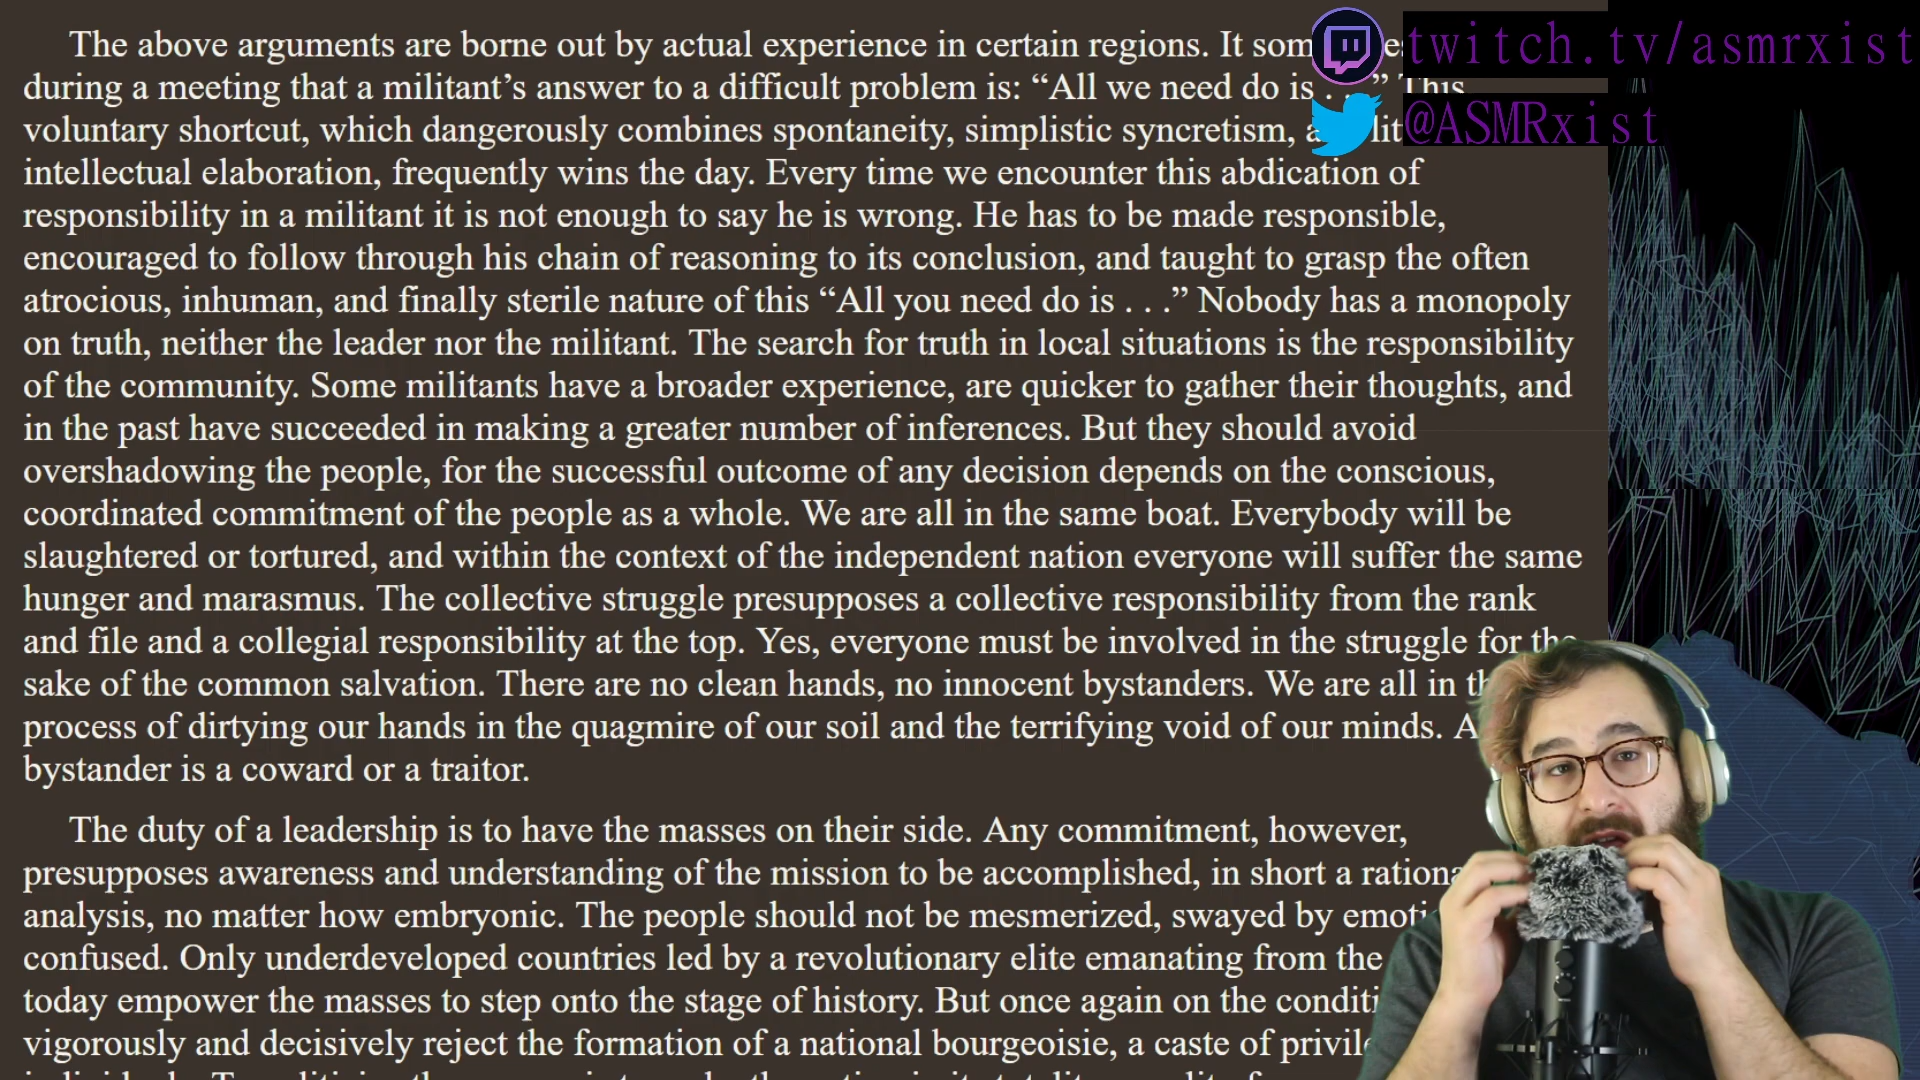 The above arguments are borne out by actual experience in certain regions. It
twitch.tv/asmrxist
during a meeting that a militant’s answer to a difficult problem is: “All we need do is . . .” This
voluntary shortcut, which dangerously combines spontaneity, simplistic syncretism,
@ASMRxist
intellectual elaboration, frequently wins the day. Every time we encounter this abdication of
responsibility in a militant it is not enough to say he is wrong. He has to be made responsible,
encouraged to follow through his chain of reasoning to its conclusion, and taught to grasp the often
atrocious, inhuman, and finally sterile nature of this “All you need do is . . .” Nobody has a monopoly
on truth, neither the leader nor the militant. The search for truth in local situations is the responsibility
of the community. Some militants have a broader experience, are quicker to gather their thoughts, and
in the past have succeeded in making a greater number of inferences. But they should avoid
overshadowing the people, for the successful outcome of any decision depends on the conscious,
coordinated commitment of the people as a whole. We are all in the same boat. Everybody will be
slaughtered or tortured, and within the context of the independent nation everyone will suffer the same
hunger and marasmus. The collective struggle presupposes a collective responsibility from the rank
and file and a collegial responsibility at the top. Yes, everyone must be involved in the struggle for the
sake of the common salvation. There are no clean hands, no innocent bystanders. We are all in
process of dirtying our hands in the quagmire of our soil and the terrifying void of our minds.
bystander is a coward or a traitor.
The duty of a leadership is to have the masses on their side. Any commitment, however,
presupposes awareness and understanding of the mission to be accomplished, in short a
analysis, no matter how embryonic. The people should not be mesmerized, swayed by
confused. Only underdeveloped countries led by a revolutionary elite emanating from the
today empower the masses to step onto the stage of history. But once again on the
vigorously and decisively reject the formation of a national bourgeoisie, a caste of